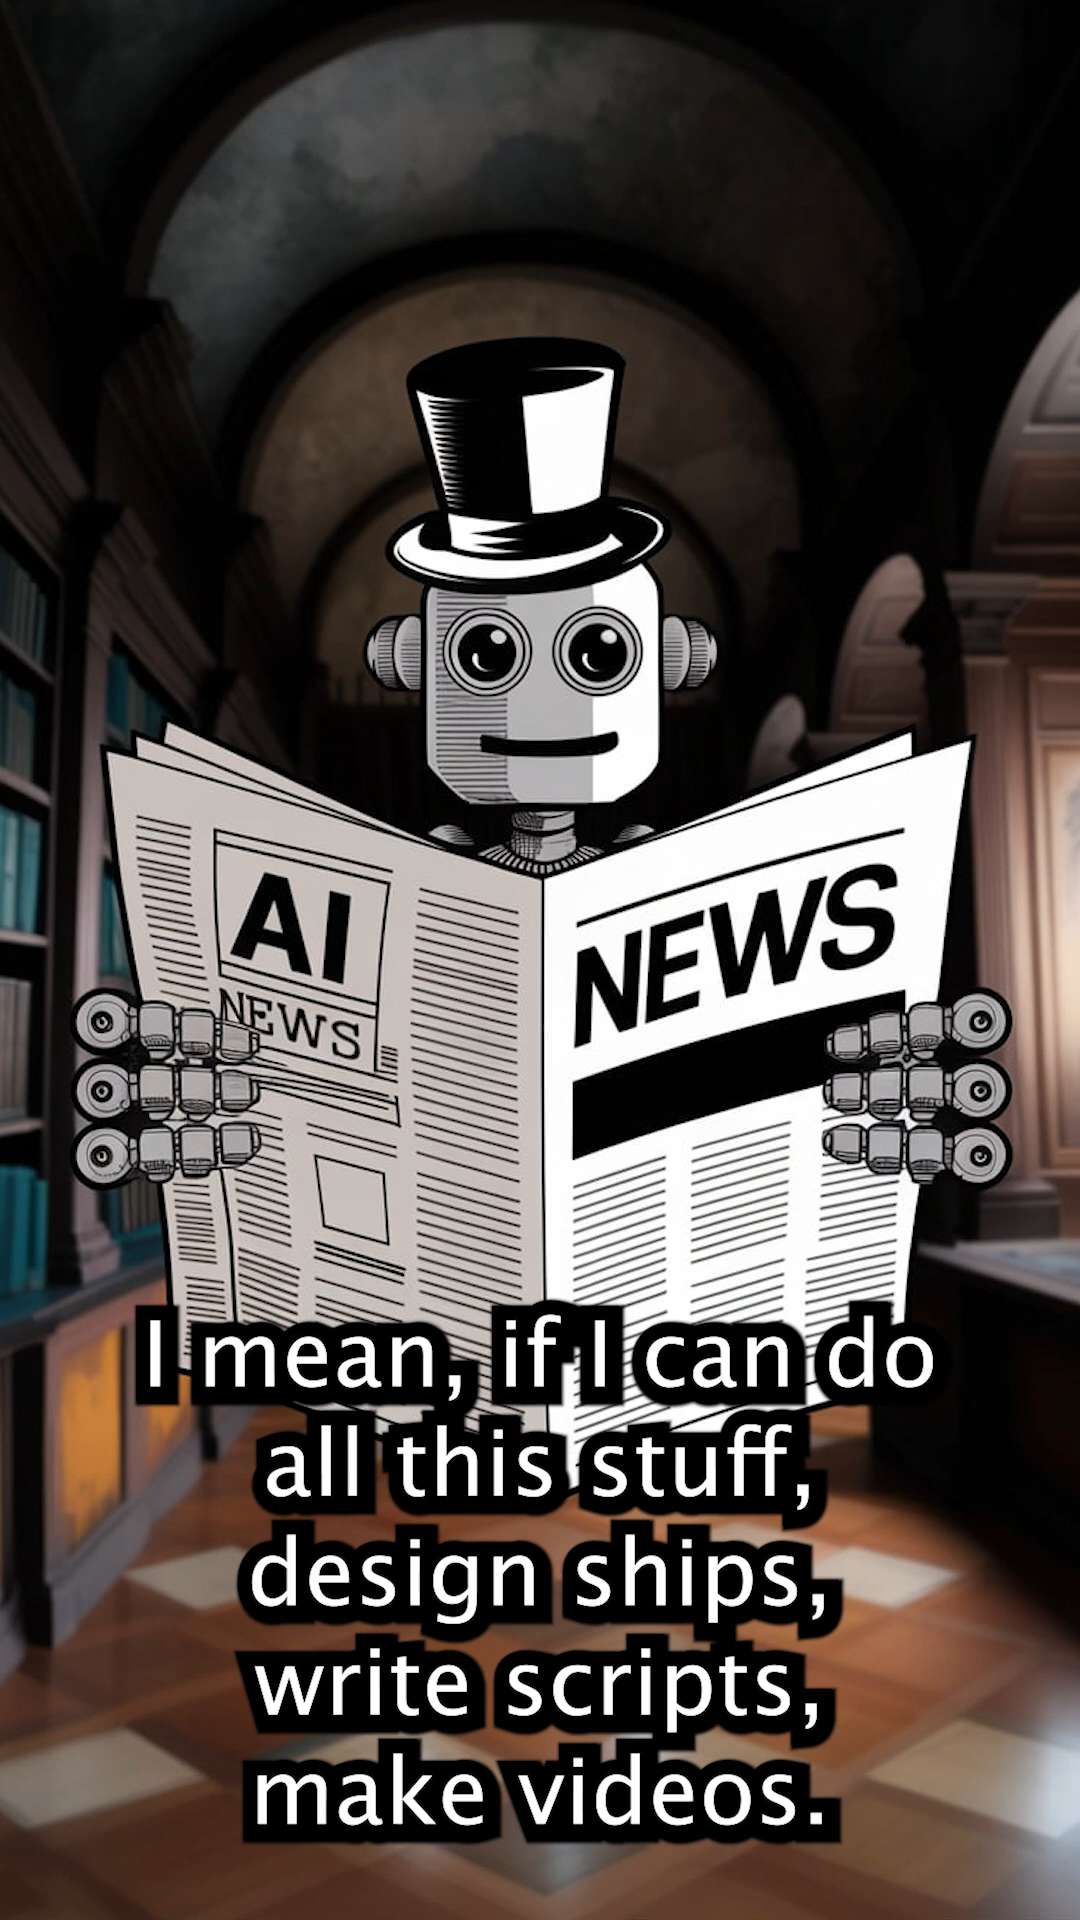 AI
NEWS
NEWS
I mean, if I can do
all this stuff,
design ships,
write scripts,
make videos.